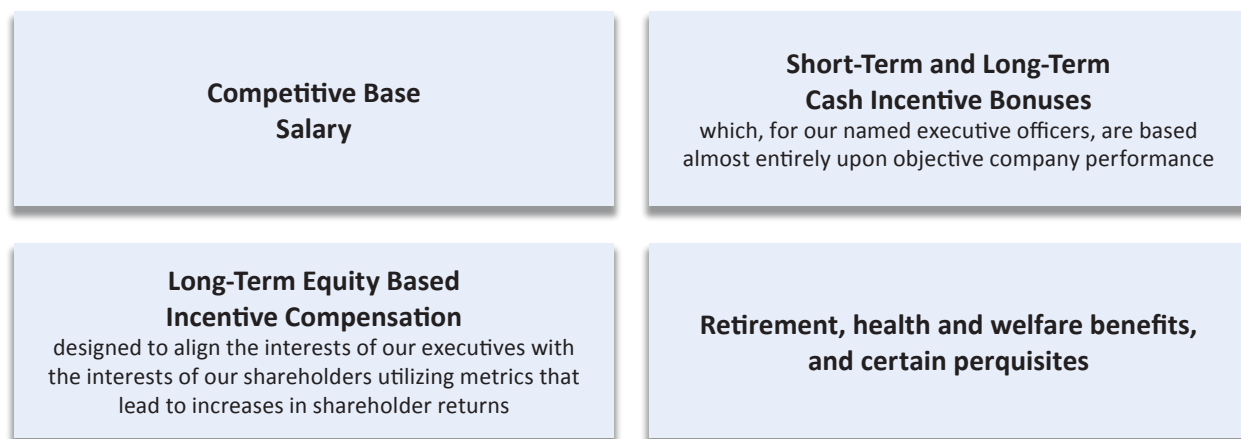 Competitive Base
Salary
Short-Term and Long-Term
Cash Incentive Bonuses
which, for our named executive officers, are based
almost entirely upon objective company performance
Long-Term Equity Based
Incentive Compensation
designed to align the interests of our executives with
the interests of our shareholders utilizing metrics that
lead to increases in shareholder returns
Retirement, health and welfare benefits,
and certain perquisites